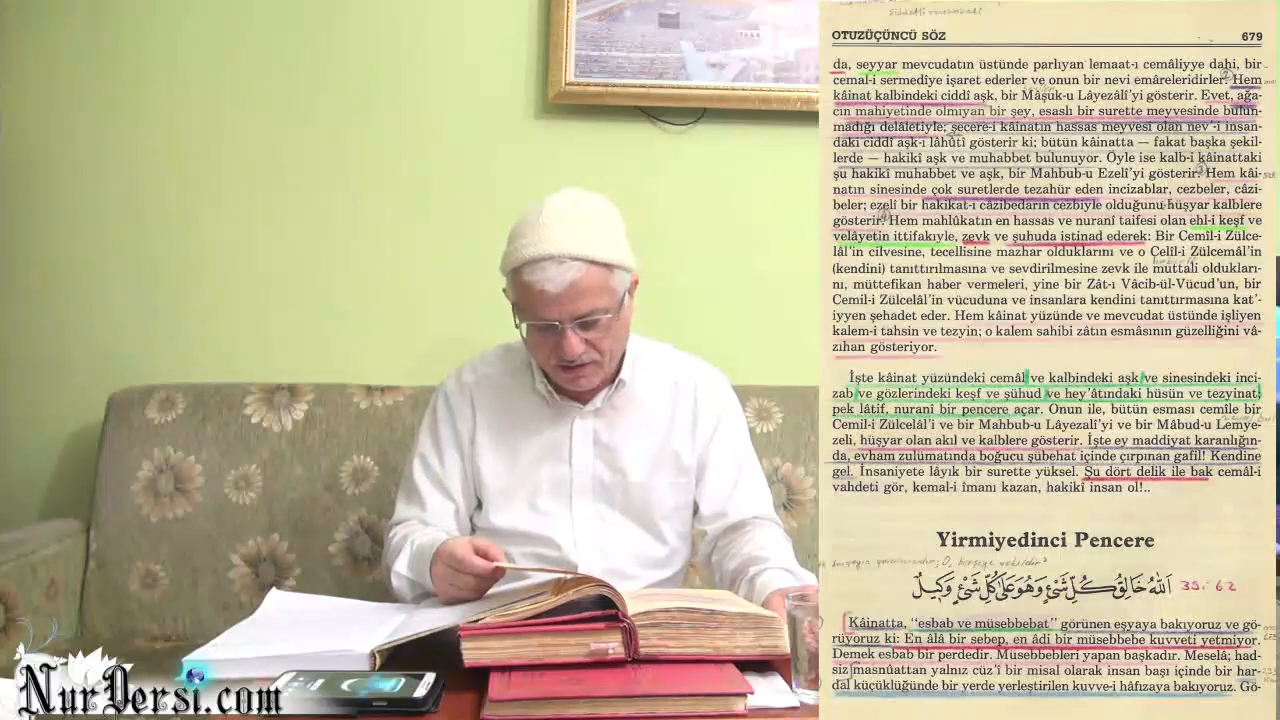 şiddetli münasebeti
OTUZÜÇÜNCÜ SÖZ 679
da, seyyar mevcudatın üstünde parlıyan lemaat-ı cemâliyye dahi, bir
cemal-i sermediye işaret ederler ve onun bir nevi emâreleridirler. Hem
kâinat kalbindeki ciddî aşk, bir Mâşuk-u Lâyezâlî'yi gösterir. Evet, ağa-
cın mahiyetinde olmıyan bir şey, esaslı bir surette meyvesinde bulun-
madığı delâletiyle; şecere-i kâinatın hassas meyvesi olan nev'-i insan-
daki ciddî aşk-ı lâhûtî gösterir ki; bütün kâinatta — fakat başka şekil-
lerde — hakikî aşk ve muhabbet bulunuyor. Öyle ise kalb-i kâinattaki
şu hakikî muhabbet ve aşk, bir Mahbub-u Ezelî'yi gösterir. Hem kâi-
natın sinesinde çok suretlerde tezahür eden incizablar, cezbeler, câzi-
beler; ezelî bir hakikat-ı câzibedarın cezbiyle olduğunu hüşyar kalblere
gösterir. Hem mahlûkatın en hassas ve nuranî taifesi olan ehl-i keşf ve
velâyetin ittifakıyle, zevk ve şuhuda istinad ederek: Bir Cemîl-i Zülce-
lâl'in cilvesine, tecellisine mazhar olduklarını ve o Celîl-i Zülcemâl'in
(kendini) tanıttırılmasına ve sevdirilmesine zevk ile muttali oldukları-
nı, müttefikan haber vermeleri, yine bir Zât-ı Vâcib-ül-Vücud'un, bir
Cemil-i Zülcelâl'in vücuduna ve insanlara kendini tanıttırmasına kat'-
iyyen şehadet eder. Hem kâinat yüzünde ve mevcudat üstünde işliyen
kalem-i tahsin ve tezyin; o kalem sahibi zâtın esmâsının güzelliğini vâ-
zıhan gösteriyor.
İşte kâinat yüzündeki cemâl ve kalbindeki aşk ve sinesindeki inci-
zab ve gözlerindeki keşf ve şühud ve hey'âtındaki hüsün ve tezyinat;
pek lâtif, nuranî bir pencere açar. Onun ile, bütün esması cemîle bir
Cemil-i Zülcelâl'i ve bir Mahbub-u Lâyezalî'yi ve bir Mâbud-u Lemye-
zeli, hüşyar olan akıl ve kalblere gösterir. İşte ey maddiyat karanlığın-
da, evham zulümatında boğucu şübehat içinde çırpınan gafil! Kendine
gel. İnsaniyete lâyık bir surette yüksel. Şu dört delik ile bak cemâl-i
vahdeti gör, kemal-i îmanı kazan, hakikî insan ol!..
Yirmiyedinci Pencere
اَللّٰهُ خَالِقُ كُلِّ شَيْءٍ وَهُوَ عَلٰى كُلِّ شَيْءٍ وَكِيلٌ 39: 62
Kâinatta, "esbab ve müsebbebat" görünen eşyaya bakıyoruz ve gö-
rüyoruz ki: En âlâ bir sebep, en âdi bir müsebbebe kuvveti yetmiyor.
Demek esbab bir perdedir. Müsebbebleri yapan başkadır. Meselâ; had-
siz masnuattan yalnız cüz'î bir misal olarak insan başı içinde bir har-
dal küçüklüğünde bir yerde yerleştirilen kuvve-i hâfızaya bakıyoruz. Gö-
NurDersi.com